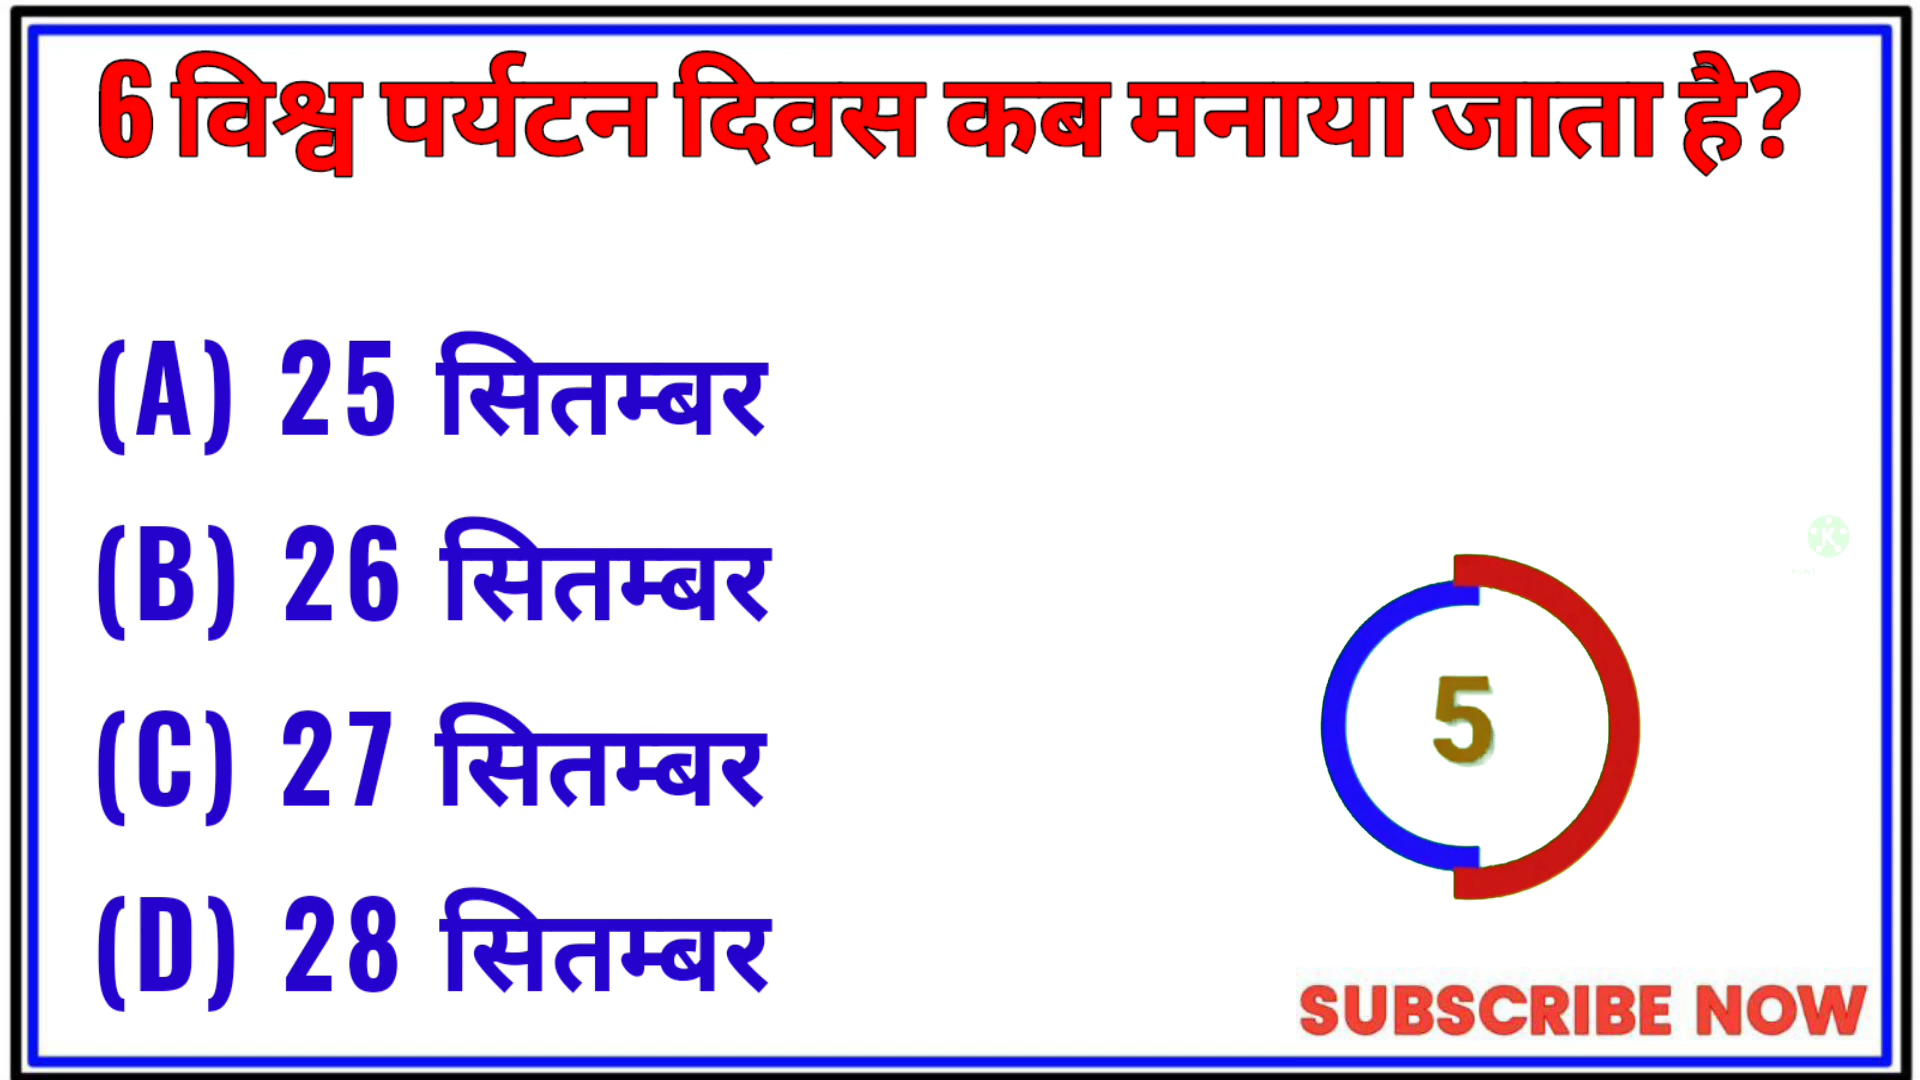 6 विश्व पर्यटन दिवस कब मनाया जाता है?
(A) 25 सितम्बर
(B) 26 सितम्बर
(C) 27 सितम्बर
5
(D) 28 सितम्बर
SUBSCRIBE NOW